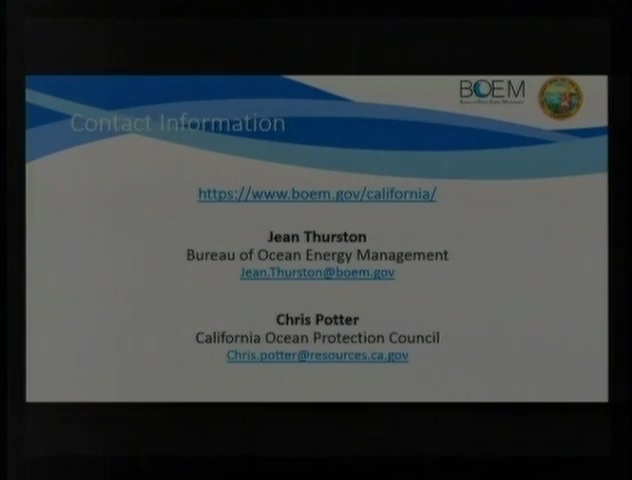 BOEM
Contact Information
https://www.boem.gov/california/
Jean Thurston
Bureau of Ocean Energy Management
Jean.Thurston@boem.gov
Chris Potter
California Ocean Protection Council
Chris.potter@resources.ca.gov